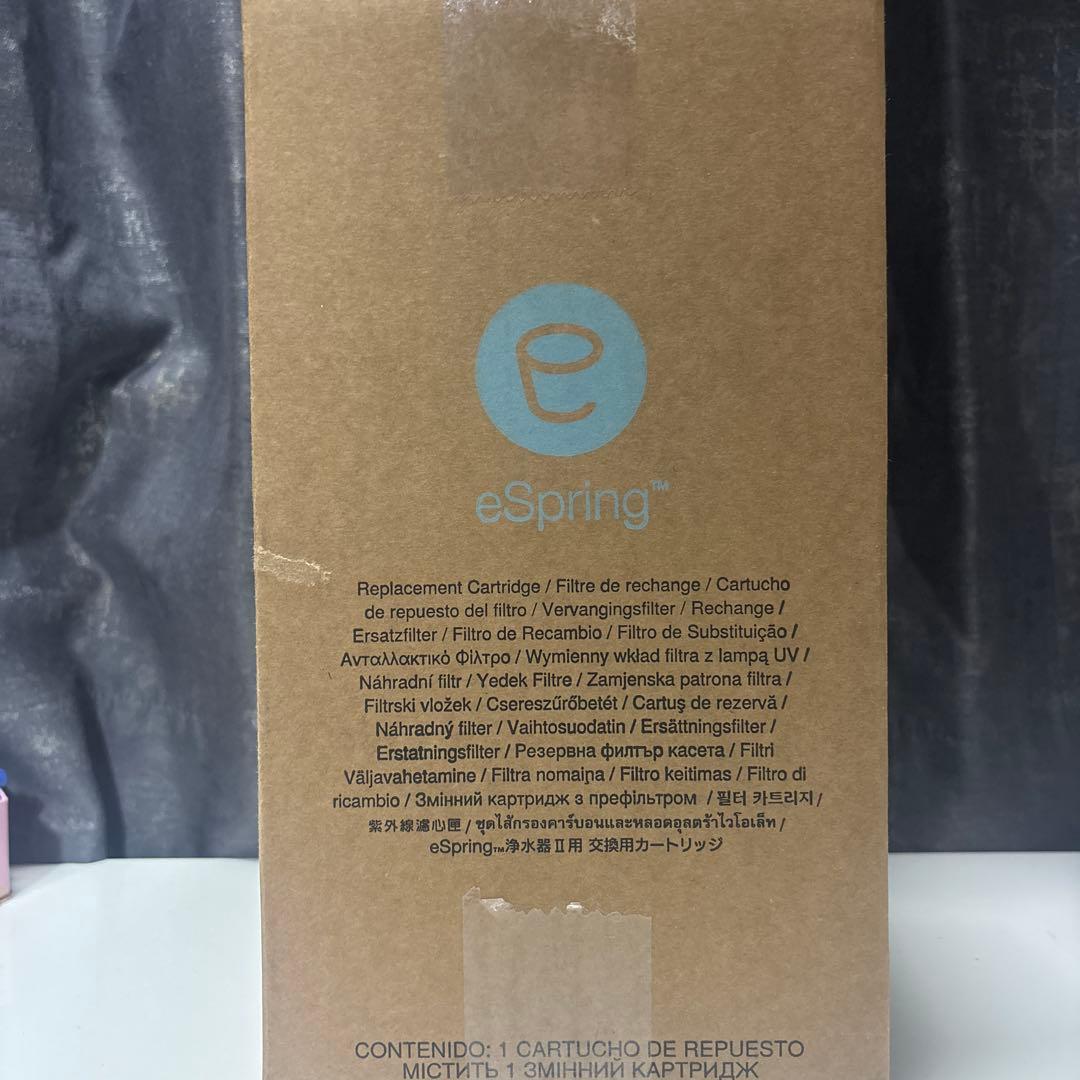 eSpring™
Replacement Cartridge / Filtre de rechange / Cartucho
de repuesto del filtro / Vervangingsfilter / Rechange /
Ersatzfilter / Filtro de Recambio / Filtro de Substituição /
Ανταλλακτικό Φίλτρο / Wymienny wkład filtra z lampą UV /
Náhradní filtr / Yedek Filtre / Zamjenska patrona filtra /
Filtrski vložek / Csereszűrőbetét / Cartuş de rezervă /
Náhradný filter / Vaihtosuodatin / Ersättningsfilter /
Erstatningsfilter / Резервна филтър касета / Filtri
Väljavahetamine / Filtra nomaiņa / Filtro keitimas / Filtro di
ricambio / Змінний картридж з префільтром / 필터 카트리지 /
紫外線濾心匣 / ชุดไส้กรองคาร์บอนและหลอดอุลตร้าไวโอเล็ท /
eSpring™浄水器Ⅱ用 交換用カートリッジ
CONTENIDO: 1 CARTUCHO DE REPUESTO
МІСТИТЬ 1 ЗМІННИЙ КАРТРИДЖ